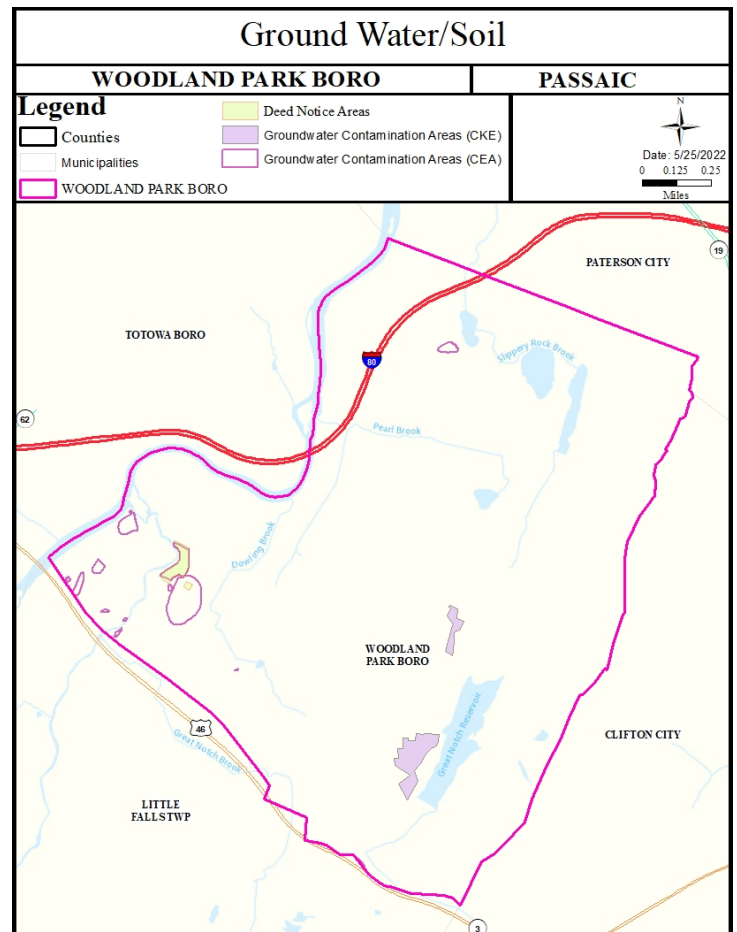 Ground Water/Soil
WOODLAND PARK BORO
PASSAIC
Legend
Counties
Municipalities
WOODLAND PARK BORO
Deed Notice Areas
Groundwater Contamination Areas (CKE)
Groundwater Contamination Areas (CEA)
N
Date: 5/25/2022
0 0.125 0.25
Miles
19
PATERSON CITY
TOTOWA BORO
Slippery Rock Brook
80
62
Pearl Brook
Dowling Brook
WOODLAND
PARK BORO
Great Notch Reservoir
46
Great Notch Brook
CLIFTON CITY
LITTLE
FALLS TWP
3